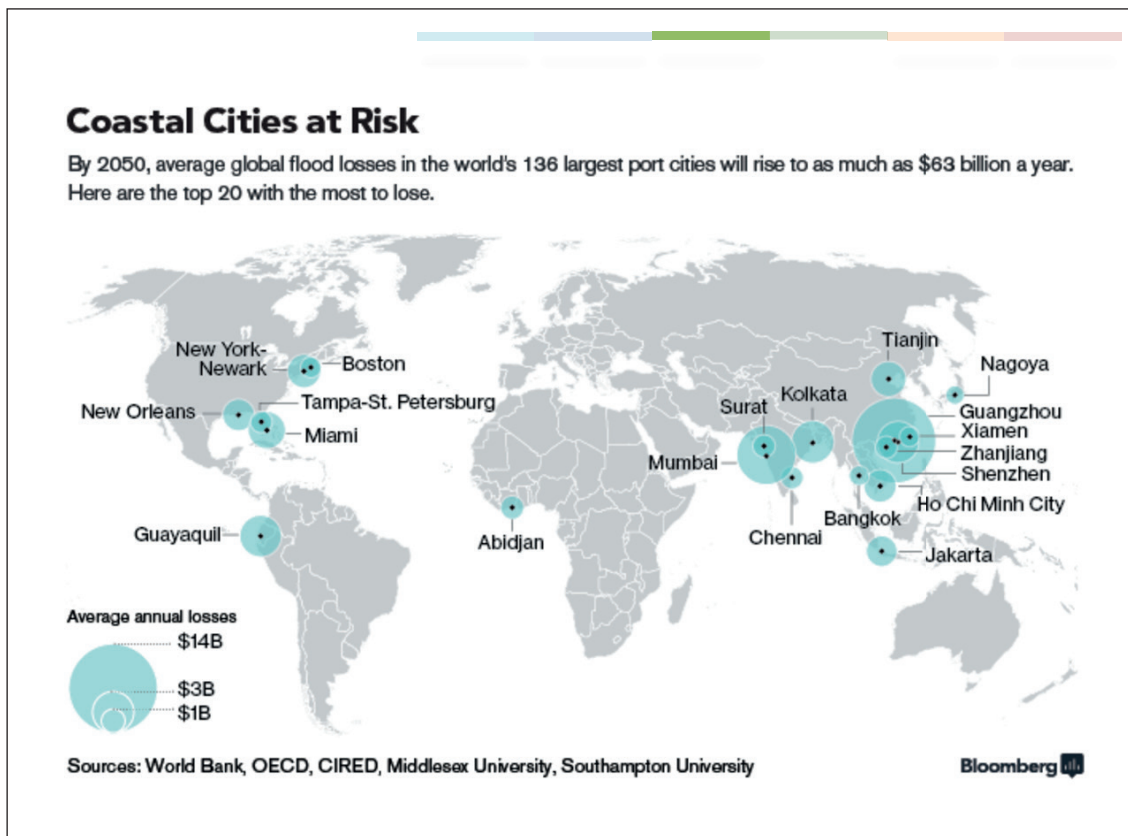 Coastal Cities at Risk
By 2050, average global flood losses in the world's 136 largest port cities will rise to as much as $63 billion a year.
Here are the top 20 with the most to lose.
New York-
Newark
Boston
New Orleans
Tampa-St. Petersburg
Miami
Guayaquil
Abidjan
Tianjin
Nagoya
Kolkata
Surat
Guangzhou
Xiamen
Mumbai
Zhanjiang
Shenzhen
Ho Chi Minh City
Bangkok
Chennai
Jakarta
Average annual losses
$14B
$3B
$1B
Sources: World Bank, OECD, CIRED, Middlesex University, Southampton University
Bloomberg